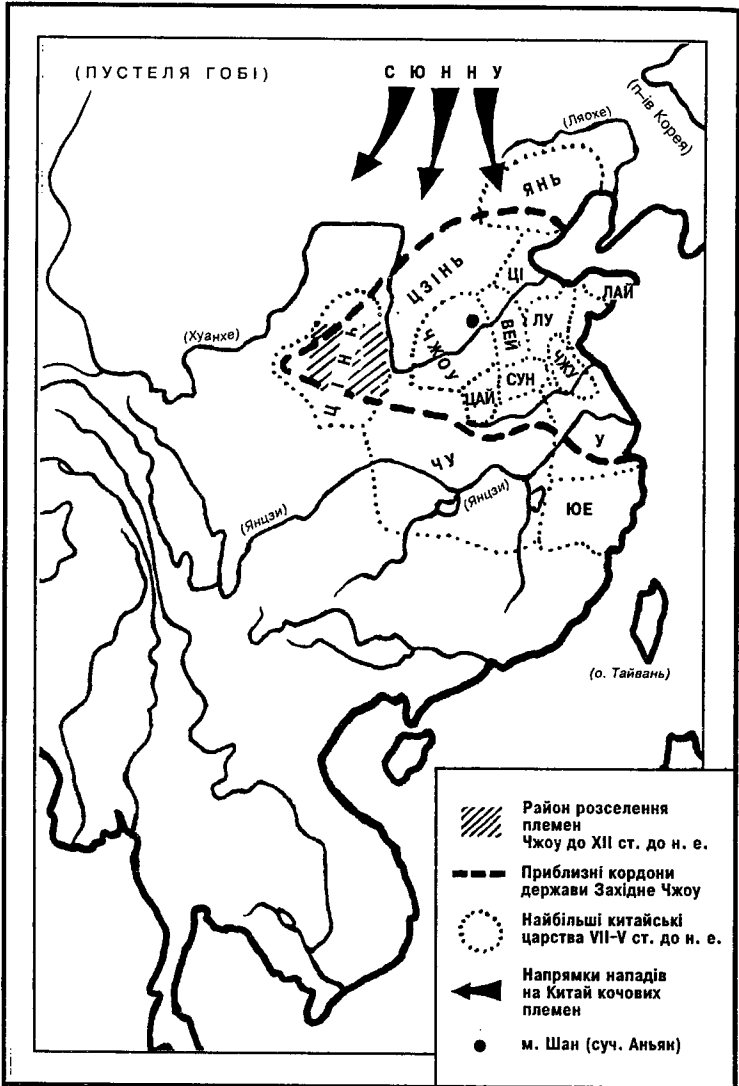 (ПУСТЕЛЯ ГОБІ)
СЮННУ
(п-ів Корея)
(Ляохе)
ЯНЬ
ЦЗІНЬ
ЦІ
ЛАЙ
(Хуанхе)
ЧЖОУ
ВЕЙ
ЛУ
ЧЖУ
ЦІНЬ
ЦАЙ
СУН
ЧУ
У
(Янцзи)
(Янцзи)
ЮЕ
(о. Тайвань)
Район розселення
племен
Чжоу до XII ст. до н. е.
Приблизні кордони
держави Західне Чжоу
Найбільші китайські
царства VII–V ст. до н. е.
Напрямки нападів
на Китай кочових
племен
м. Шан (суч. Аньян)